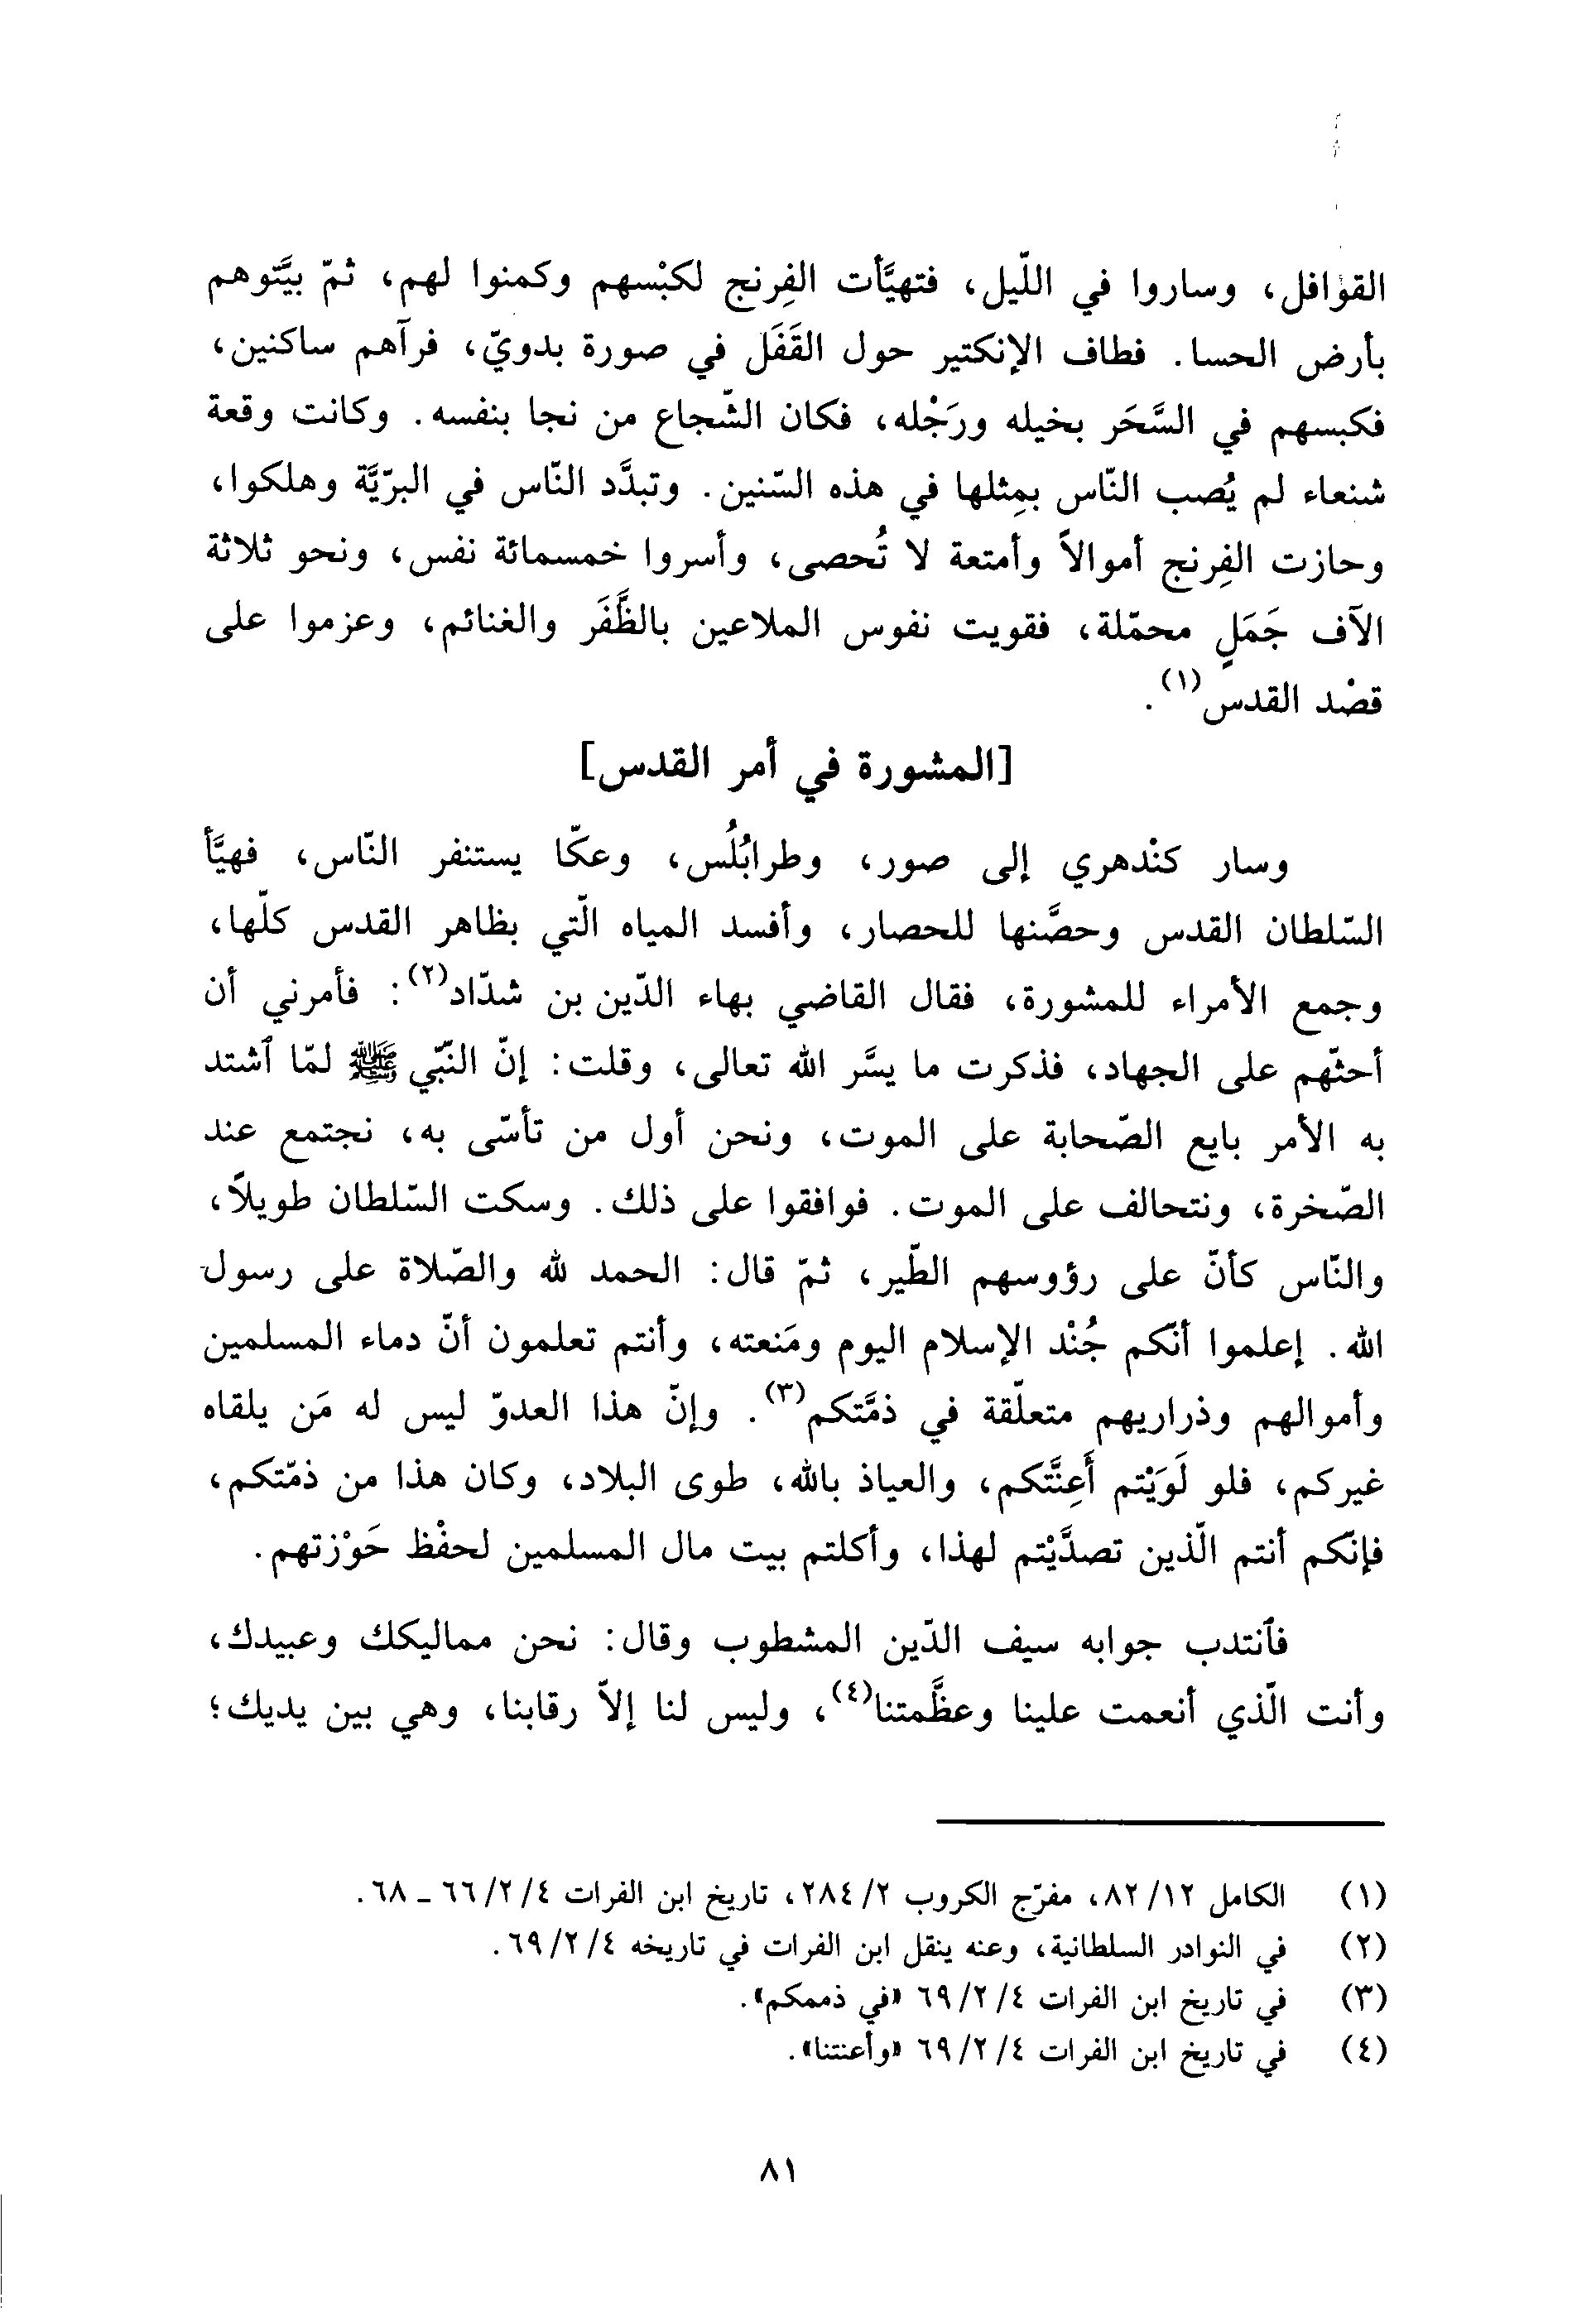 القوافل، وساروا في اللّيل، فتهيَّأت الفِرنج لكبْسهم وكمنوا لهم، ثمّ بيَّتوهم
بأرض الحسا. فطاف الإنكتير حول القَفَل في صورة بدويّ، فرآهم ساكنين،
فكبسهم في السَّحَر بخيله ورَجْله، فكان الشّجاع من نجا بنفسه. وكانت وقعة
شنعاء لم يُصب النّاس بمِثلها في هذه السّنين. وتبدَّد النّاس في البرّيَّة وهلكوا،
وحازت الفِرنج أموالاً وأمتعة لا تُحصى، وأسروا خمسمائة نفس، ونحو ثلاثة
الآف جَمَلٍ محمّلة، فقويت نفوس الملاعين بالظَّفَر والغنائم، وعزموا على
قصْد القدس(١).
[المشورة في أمر القدس]
وسار كنْدهري إلى صور، وطرابُلُس، وعكّا يستنفر النّاس، فهيَّأ
السّلطان القدس وحصَّنها للحصار، وأفسد المياه الّتي بظاهر القدس كلّها،
وجمع الأمراء للمشورة، فقال القاضي بهاء الدّين بن شدّاد(٢): فأمرني أن
أحثّهم على الجهاد، فذكرت ما يسَّر الله تعالى، وقلت: إنّ النّبّي ﷺ لمّا ٱشتد
به الأمر بايع الصّحابة على الموت، ونحن أول من تأسّى به، نجتمع عند
الصّخرة، ونتحالف على الموت. فوافقوا على ذلك. وسكت السّلطان طويلاً،
والنّاس كأنّ على رؤوسهم الطّير، ثمّ قال: الحمد لله والصّلاة على رسول
الله. إعلموا أنّكم جُنْد الإسلام اليوم ومَنعته، وأنتم تعلمون أنّ دماء المسلمين
وأموالهم وذراريهم متعلّقة في ذمَّتكم(٣). وإنّ هذا العدوّ ليس له مَن يلقاه
غيركم، فلو لَوَيْتم أَعِنَّتكم، والعياذ بالله، طوى البلاد، وكان هذا من ذمّتكم،
فإنّكم أنتم الّذين تصدَّيْتم لهذا، وأكلتم بيت مال المسلمين لحفْظ حَوْزتهم.
فٱنتدب جوابه سيف الدّين المشطوب وقال: نحن مماليكك وعبيدك،
وأنت الّذي أنعمت علينا وعظَّمتنا(٤)، وليس لنا إلاّ رقابنا، وهي بين يديك؛
(١) الكامل ٨٢/١٢، مفرّج الكروب ٢٨٤/٢، تاريخ ابن الفرات ٤/٢/٦٦ ـ ٦٨.
(٢) في النوادر السلطانية، وعنه ينقل ابن الفرات في تاريخه ٤/٢/٦٩.
(٣) في تاريخ ابن الفرات ٤/٢/٦٩ «في ذممكم».
(٤) في تاريخ ابن الفرات ٤/٢/٦٩ «وأعنتنا».
٨١